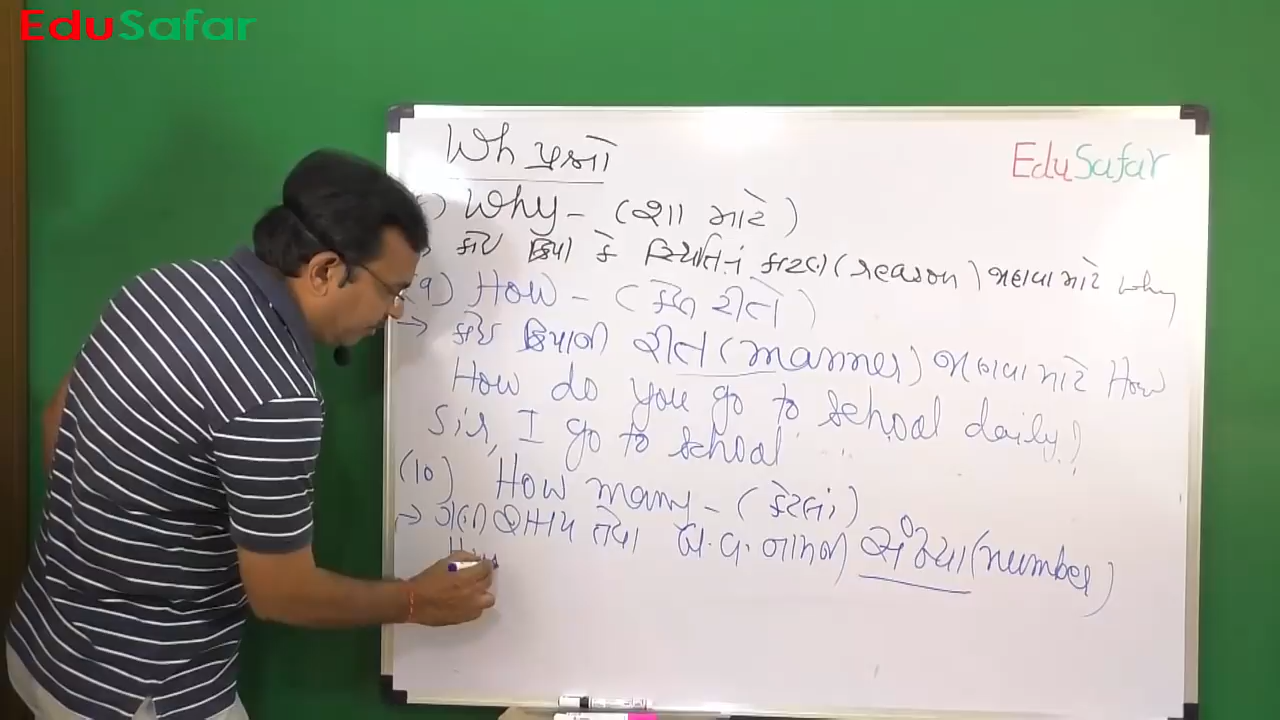 EduSafar
Wh પ્રશ્નો
EduSafar
) Why - (શા માટે)
કોઈ ક્રિયા કે સ્થિતિનું કારણ (reason) જાણવા માટે Why
(9) How - (કેવી રીતે)
→ કોઈ ક્રિયાની રીત (manner) જાણવા માટે How
How do you go to school daily?
Sir, I go to school
(10) How many - (કેટલાં)
→ ગણી શકાય તેવા બ.વ. નામની સંખ્યા (number)